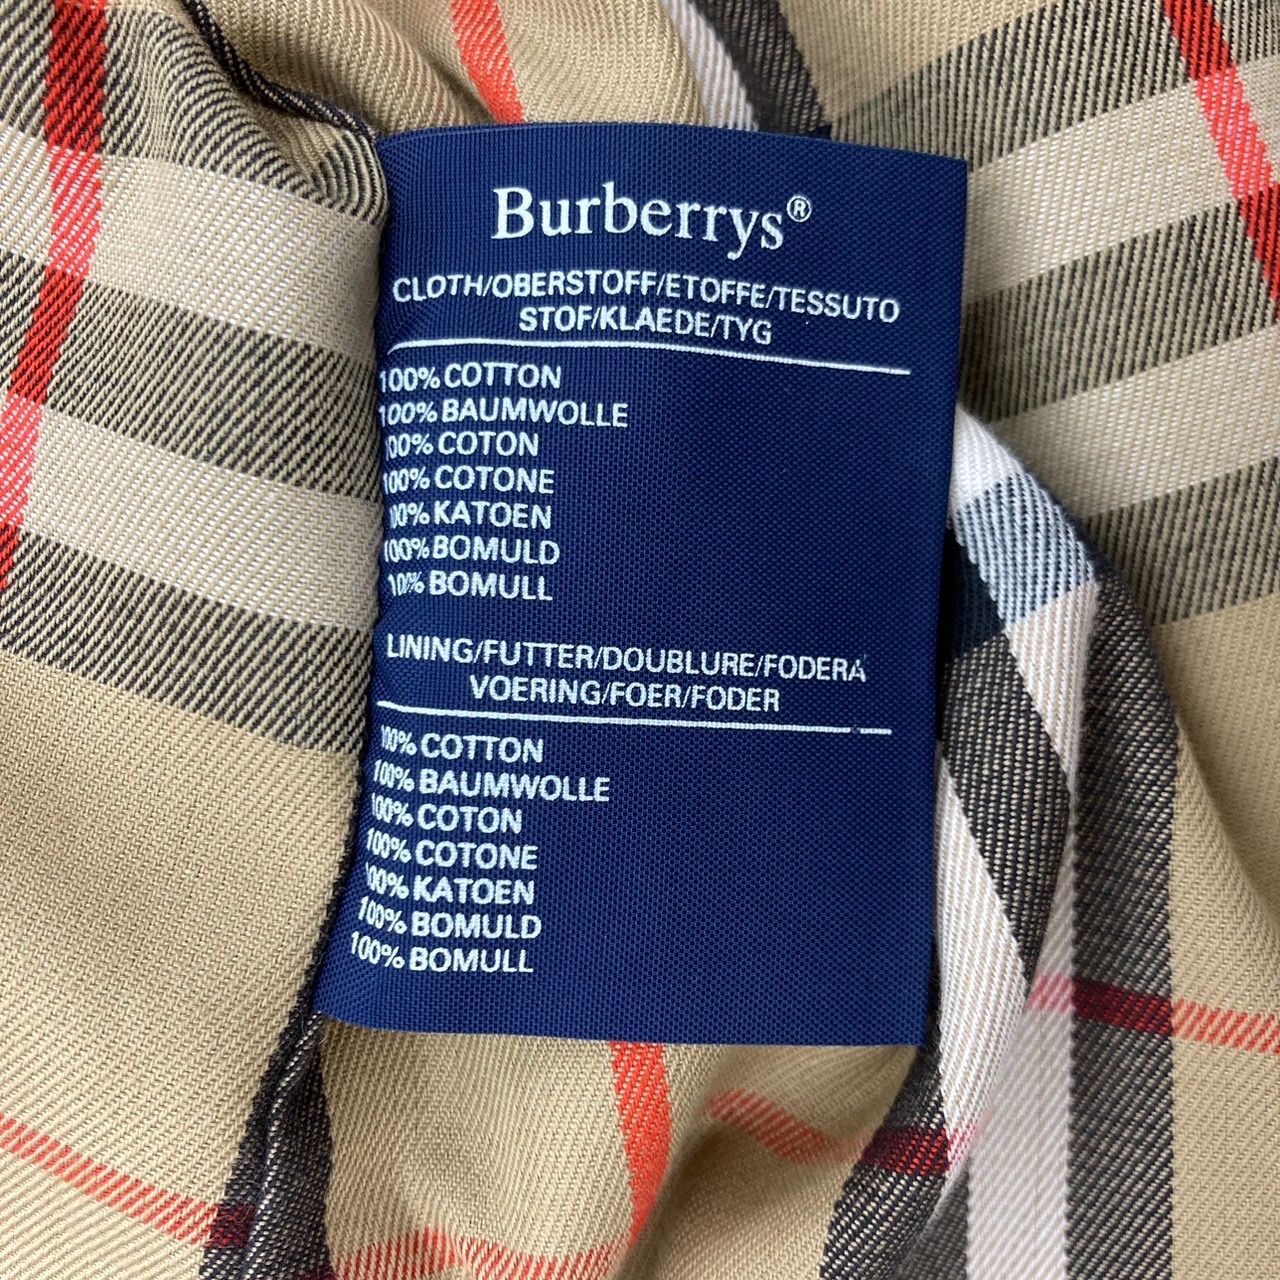 Burberrys®
CLOTH/OBERSTOFF/ETOFFE/TESSUTO
STOF/KLAEDE/TYG
100% COTTON
100% BAUMWOLLE
100% COTON
100% COTONE
100% KATOEN
100% BOMULD
100% BOMULL
LINING/FUTTER/DOUBLURE/FODERA
VOERING/FOER/FODER
100% COTTON
100% BAUMWOLLE
100% COTON
100% COTONE
100% KATOEN
100% BOMULD
100% BOMULL